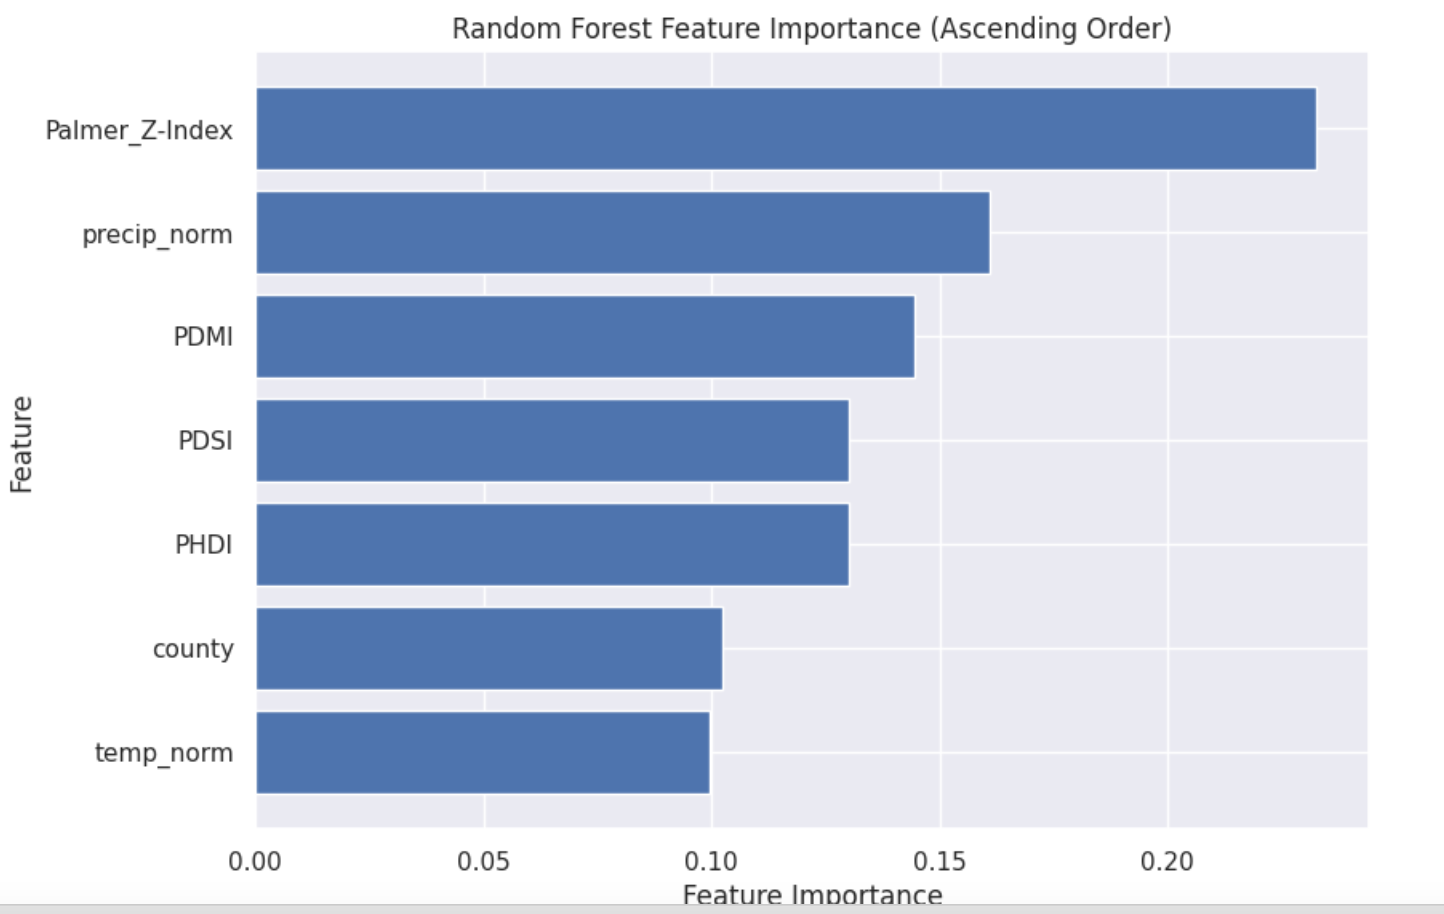 Random Forest Feature Importance (Ascending Order)
Palmer_Z-Index
precip_norm
PDMI
PDSI
PHDI
county
temp_norm
Feature
0.00 0.05 0.10 0.15 0.20
Feature Importance